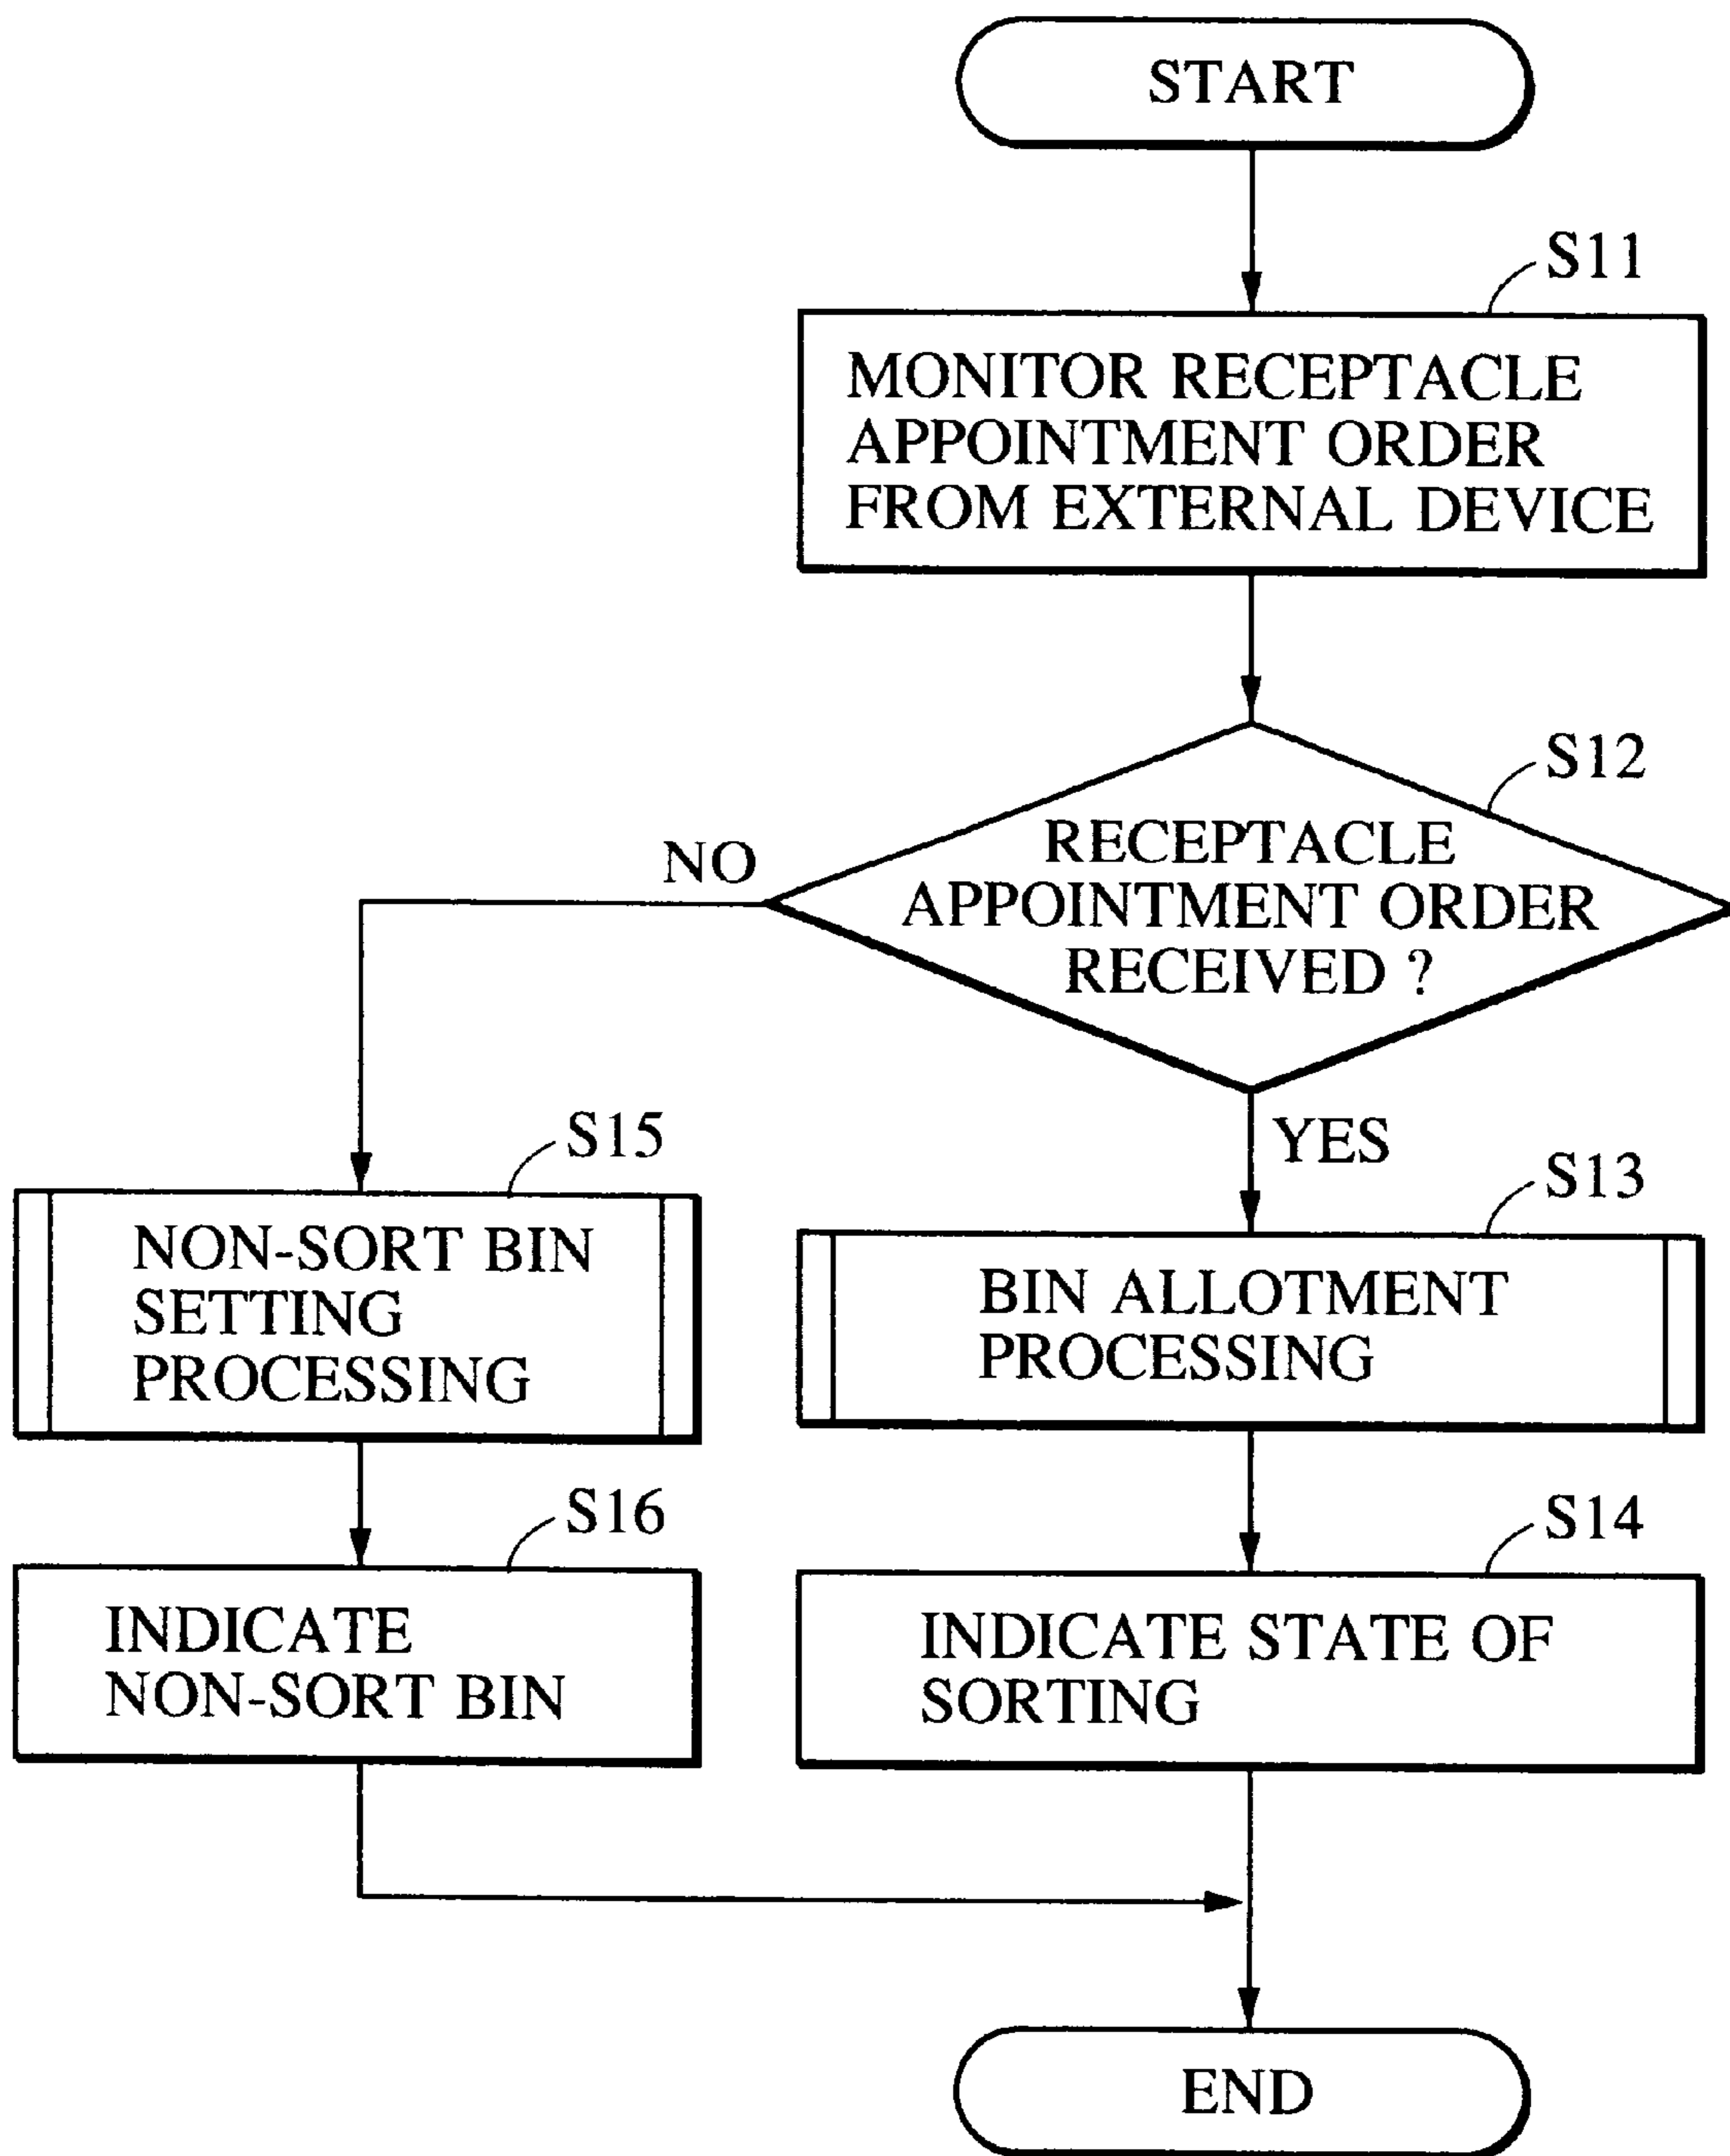 START
S11
MONITOR RECEPTACLE
APPOINTMENT ORDER
FROM EXTERNAL DEVICE
S12
RECEPTACLE
APPOINTMENT ORDER
RECEIVED ?
NO
YES
S15
NON-SORT BIN
SETTING
PROCESSING
S13
BIN ALLOTMENT
PROCESSING
S16
INDICATE
NON-SORT BIN
S14
INDICATE STATE OF
SORTING
END